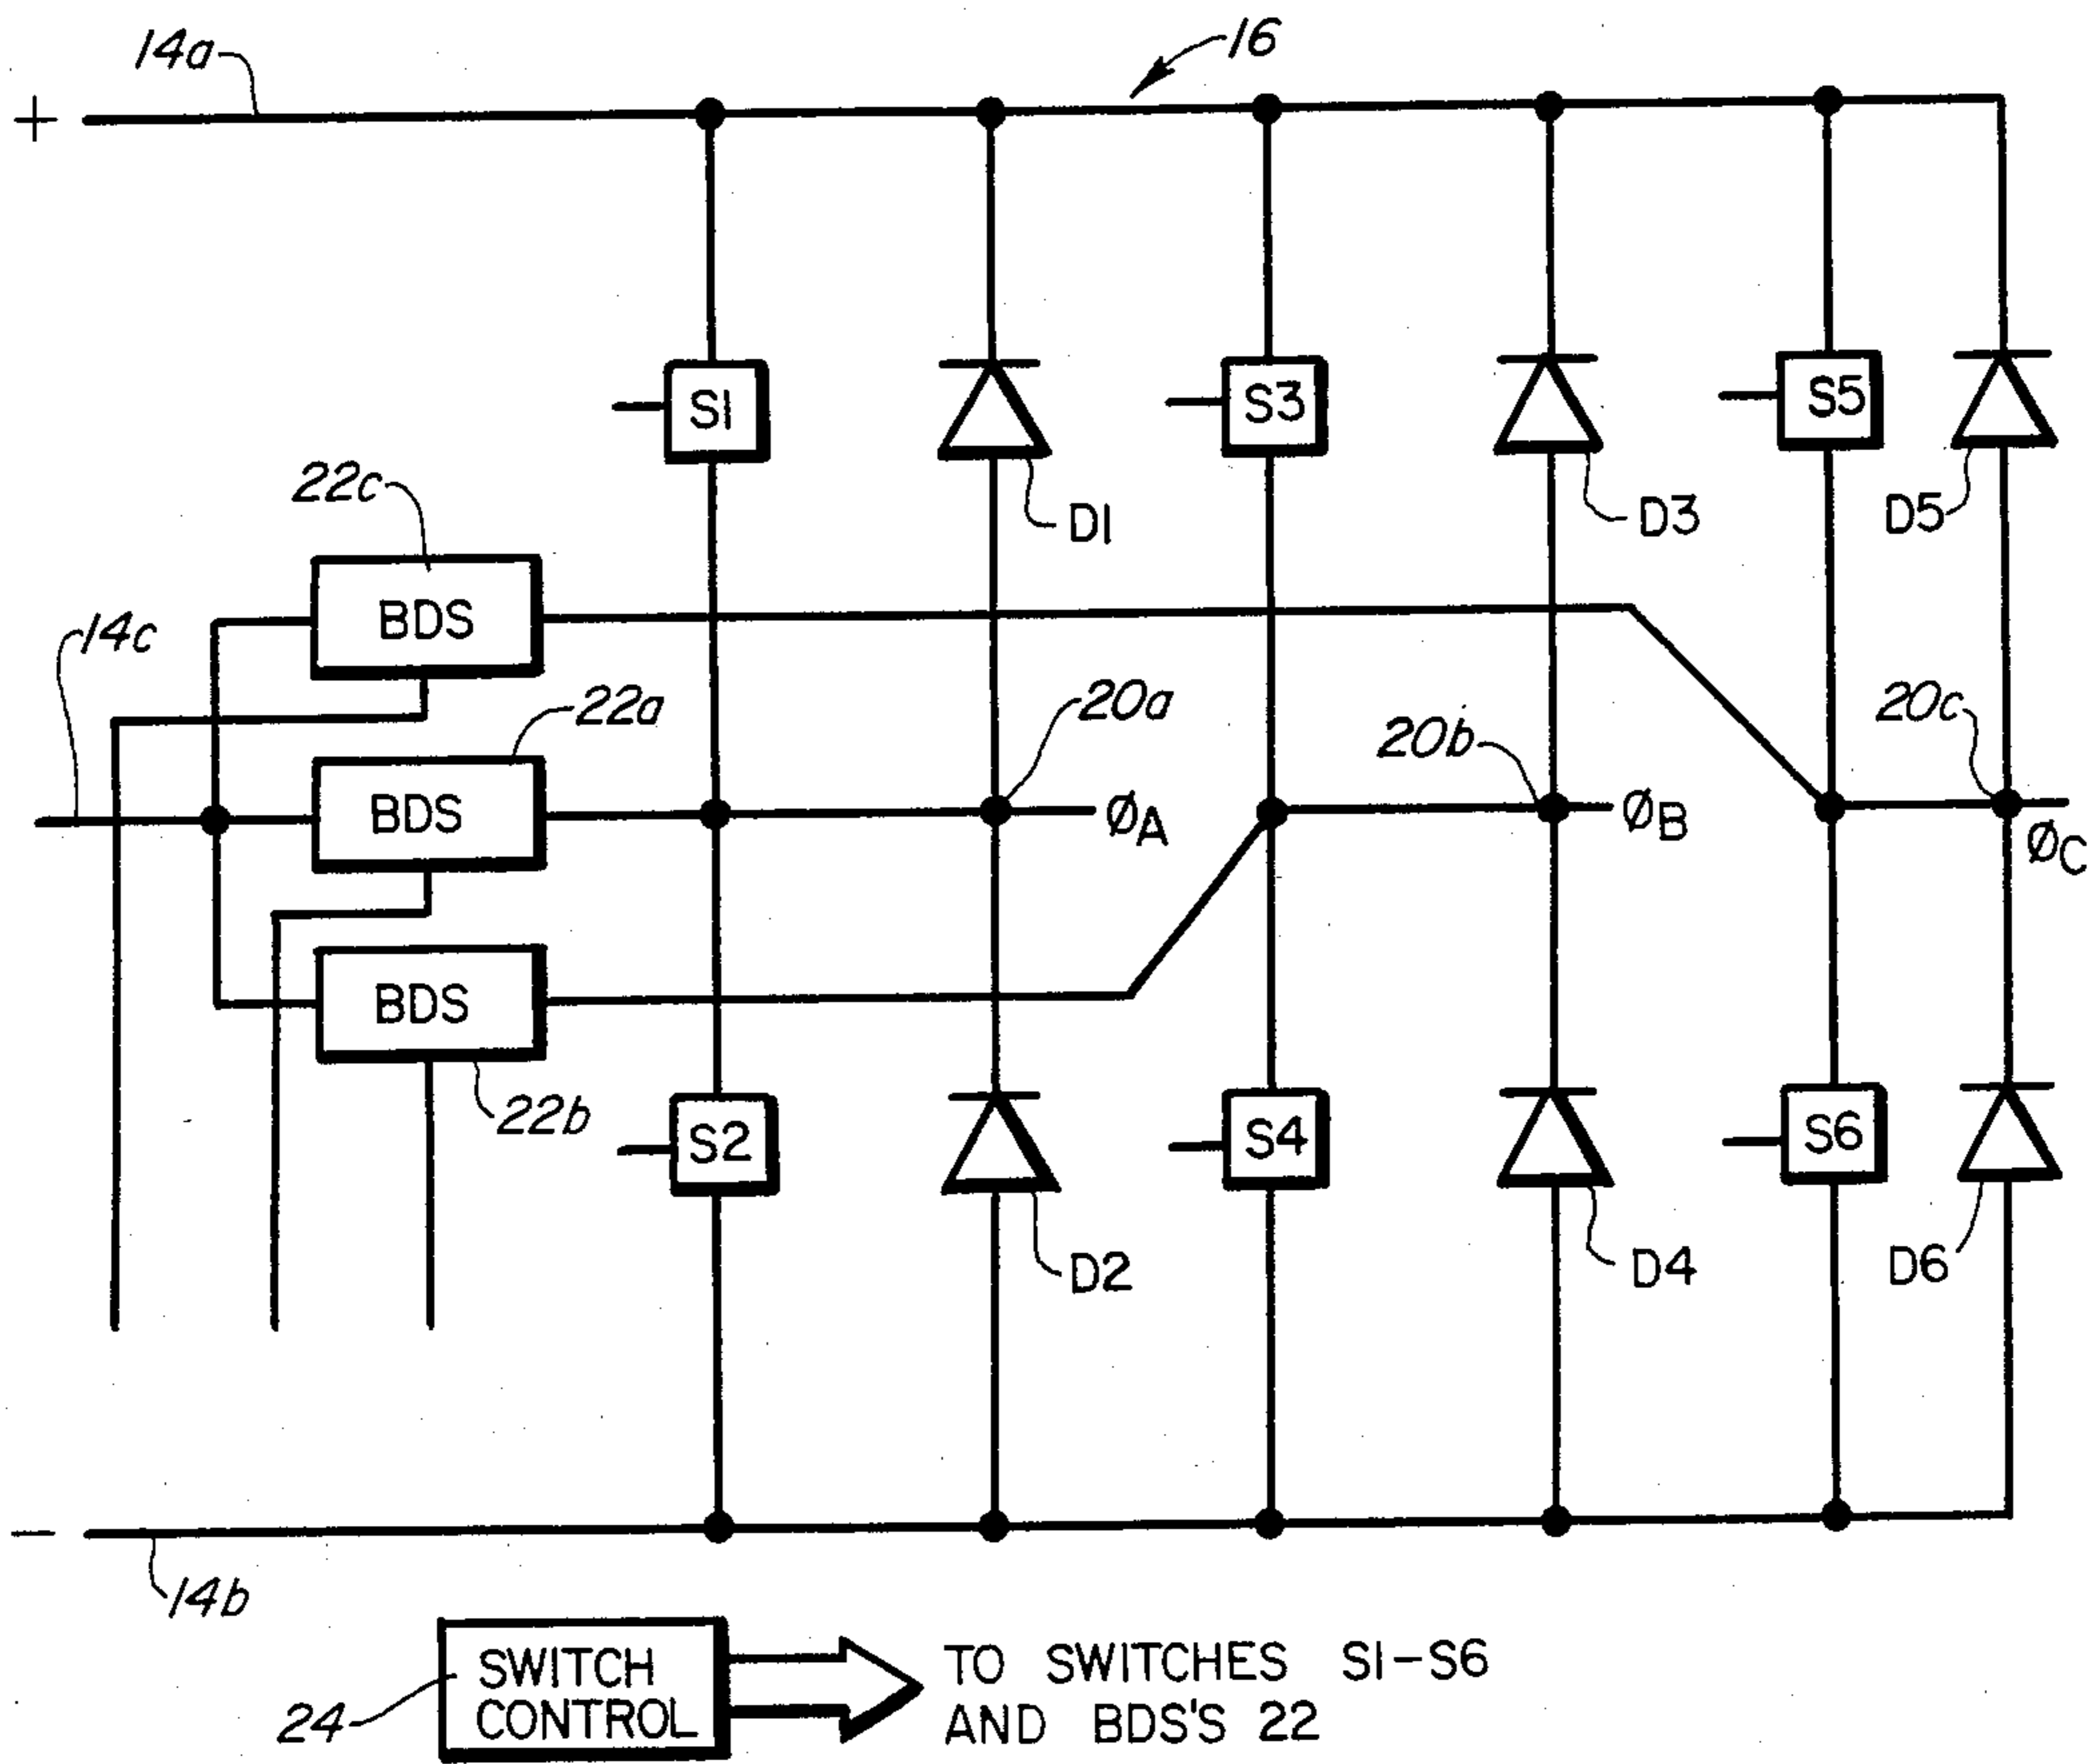 14a
16
+
S1
S3
S5
22c
D1
D3
D5
BDS
14c
22a
20a
20b
20c
BDS
ØA
ØB
ØC
BDS
22b
S2
S4
S6
D2
D4
D6
-
14b
SWITCH
CONTROL
24
TO SWITCHES S1-S6
AND BDS'S 22